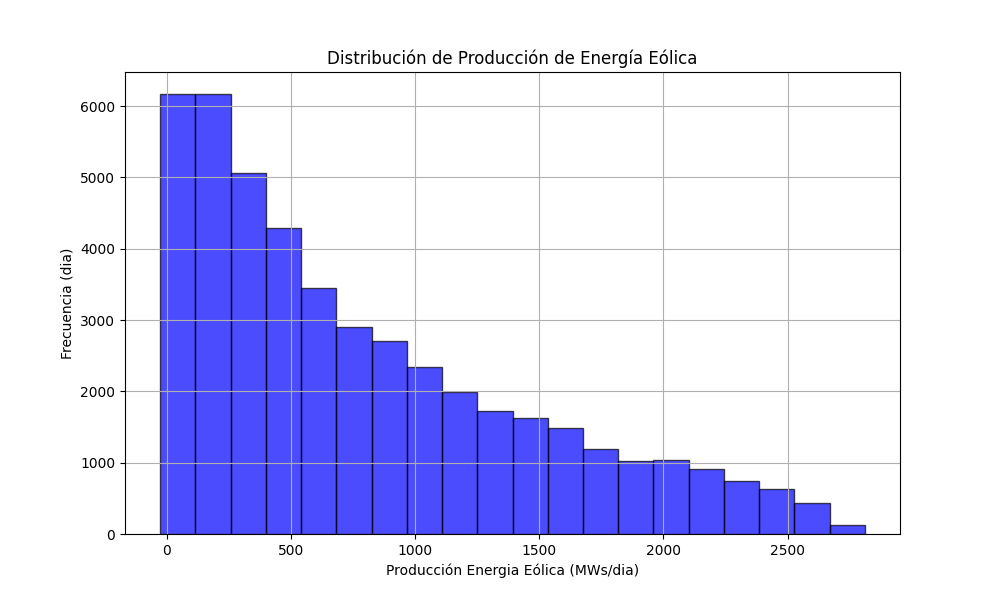 Distribución de Producción de Energía Eólica
Frecuencia (dia)
6000
5000
4000
3000
2000
1000
0
0 500 1000 1500 2000 2500
Producción Energia Eólica (MWs/dia)